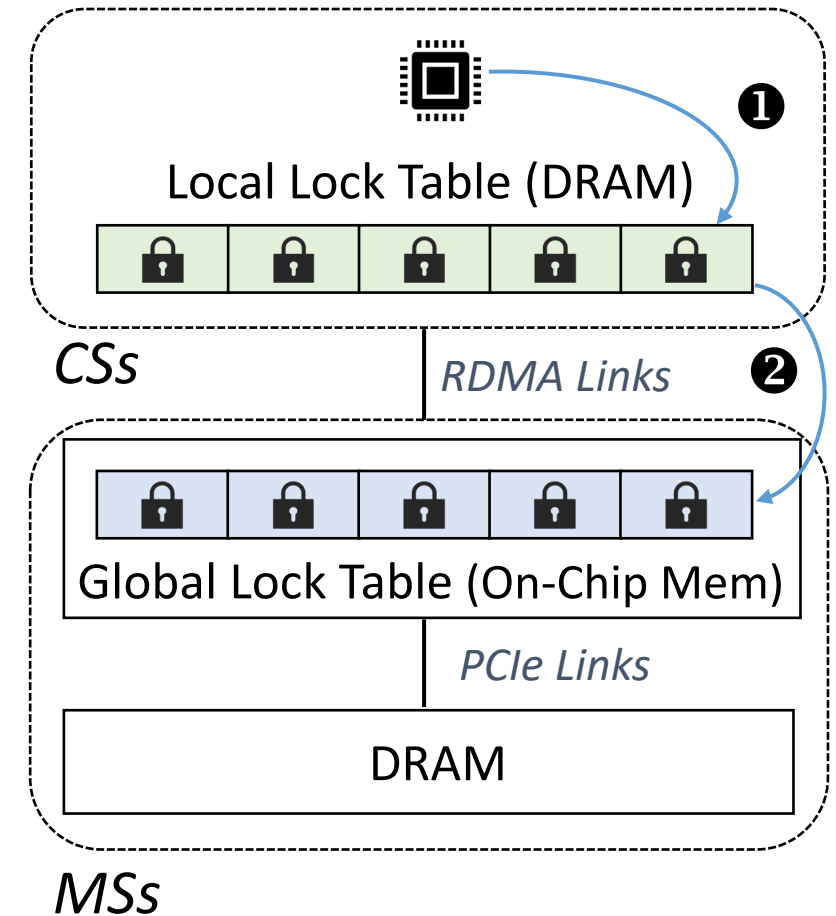 ❶
Local Lock Table (DRAM)
CSs
RDMA Links
❷
Global Lock Table (On-Chip Mem)
PCIe Links
DRAM
MSs